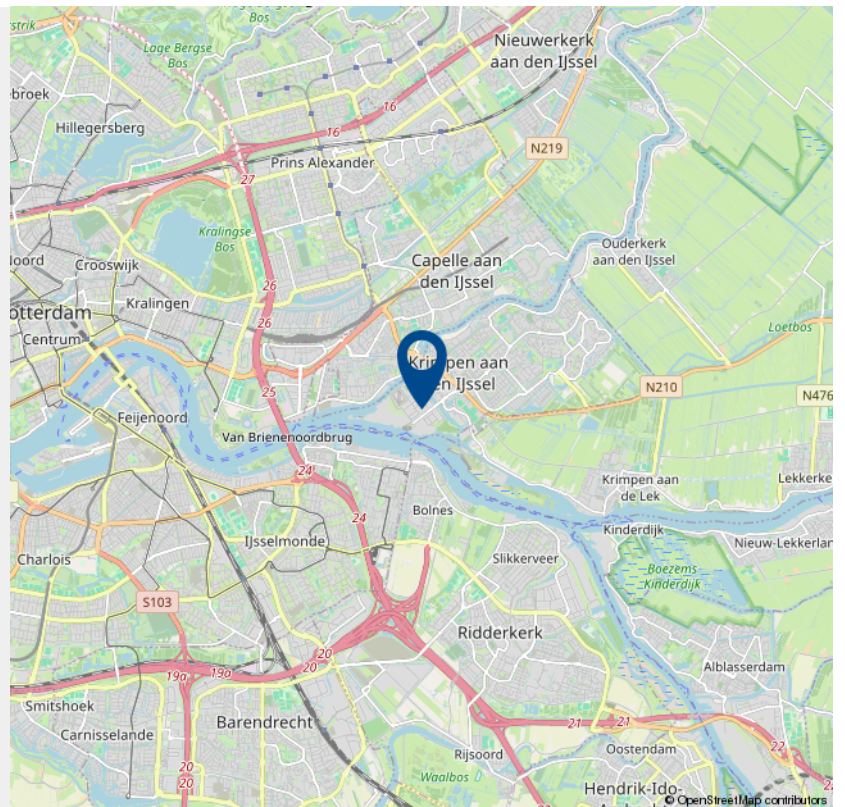 Nieuwerkerk
aan den IJssel
Lage Bergse
Bos
ebroek
Hillegersberg
16
16
N219
Prins Alexander
27
Kralingse
Bos
Noord
Crooswijk
Ouderkerk
aan den IJssel
Capelle aan
den IJssel
26
Kralingen
otterdam
26
Loetbos
Centrum
Krimpen aan
en IJssel
N210
25
N476
Feijenoord
Van Brienenoordbrug
24
Krimpen aan
de Lek
Lekkerke
24
Bolnes
Kinderdijk
IJsselmonde
Nieuw-Lekkerlan
Charlois
Slikkerveer
Boezems
Kinderdijk
S103
Ridderkerk
20
20
Alblasserdam
19a
19a
Smitshoek
Barendrecht
21
21
Carnisselande
22
Rijsoord
Oostendam
20
20
Waalbos
Hendrik-Ido-
© OpenStreetMap contributors